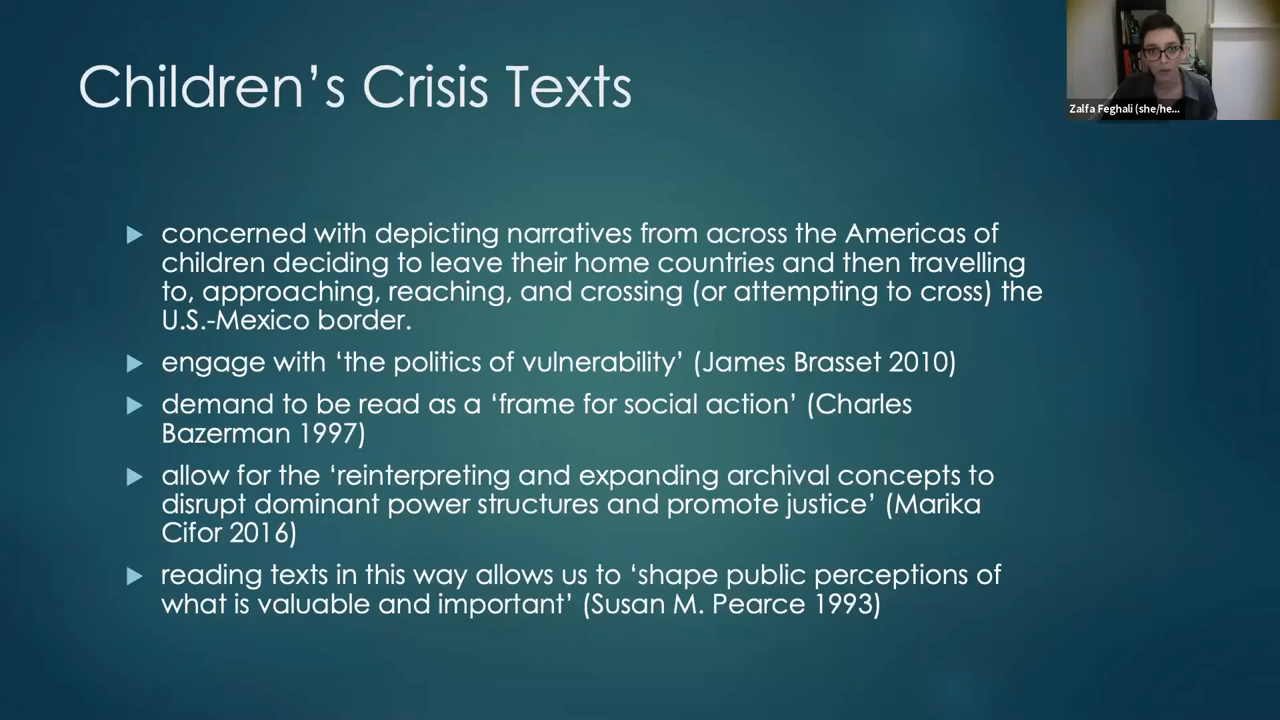 Children’s Crisis Texts
Zalfa Feghali (she/he...
concerned with depicting narratives from across the Americas of
children deciding to leave their home countries and then travelling
to, approaching, reaching, and crossing (or attempting to cross) the
U.S.-Mexico border.
engage with ‘the politics of vulnerability’ (James Brasset 2010)
demand to be read as a ‘frame for social action’ (Charles
Bazerman 1997)
allow for the ‘reinterpreting and expanding archival concepts to
disrupt dominant power structures and promote justice’ (Marika
Cifor 2016)
reading texts in this way allows us to ‘shape public perceptions of
what is valuable and important’ (Susan M. Pearce 1993)